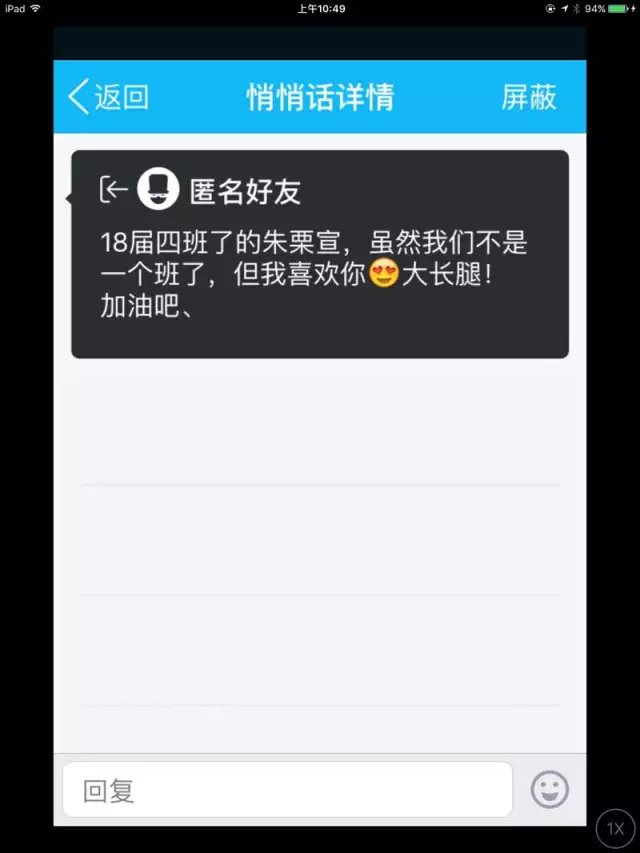 iPad 上午10:49 94%
返回 悄悄话详情 屏蔽
匿名好友
18届四班了的朱栗宣，虽然我们不是
一个班了，但我喜欢你😍大长腿！
加油吧、
回复
1X